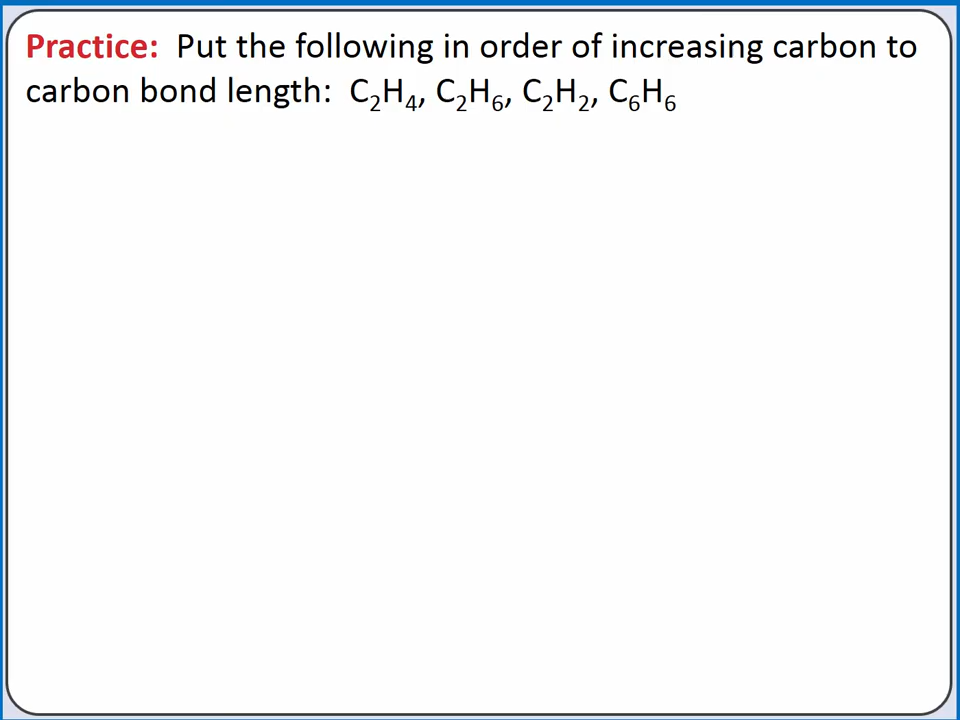 Practice: Put the following in order of increasing carbon to
carbon bond length: C₂H₄, C₂H₆, C₂H₂, C₆H₆